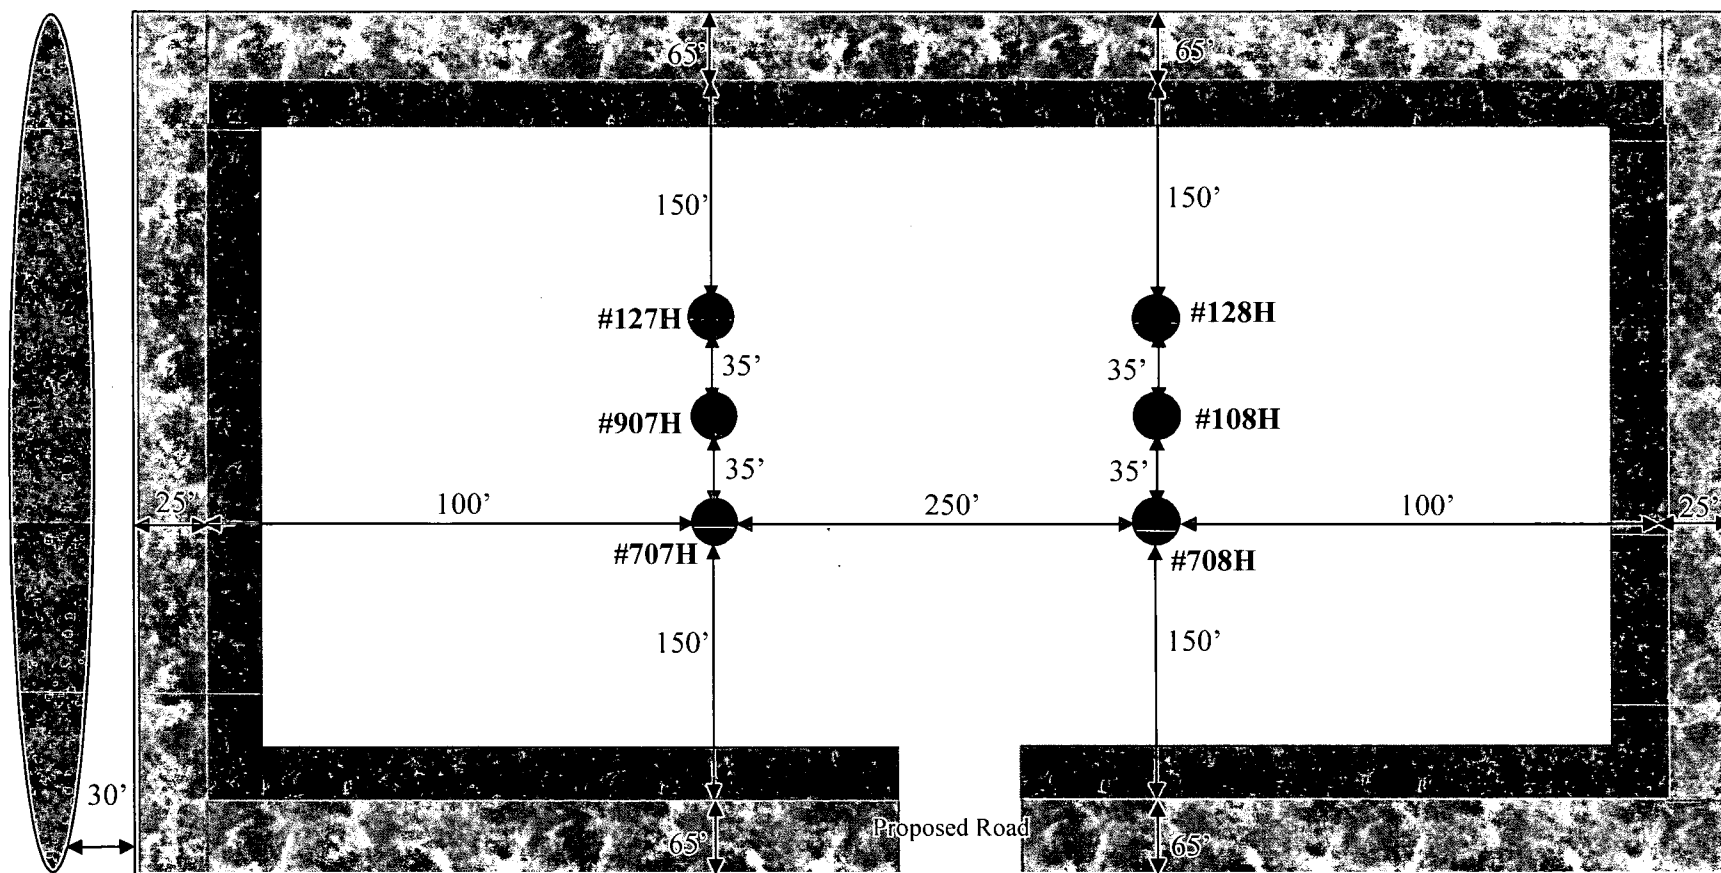 65’ 65’
150’ 150’
#127H #128H
35’ 35’
#907H #108H
35’ 35’
25’ 100’ 250’ 100’ 25’
#707H #708H
150’ 150’
30’
Proposed Road
65’ 65’